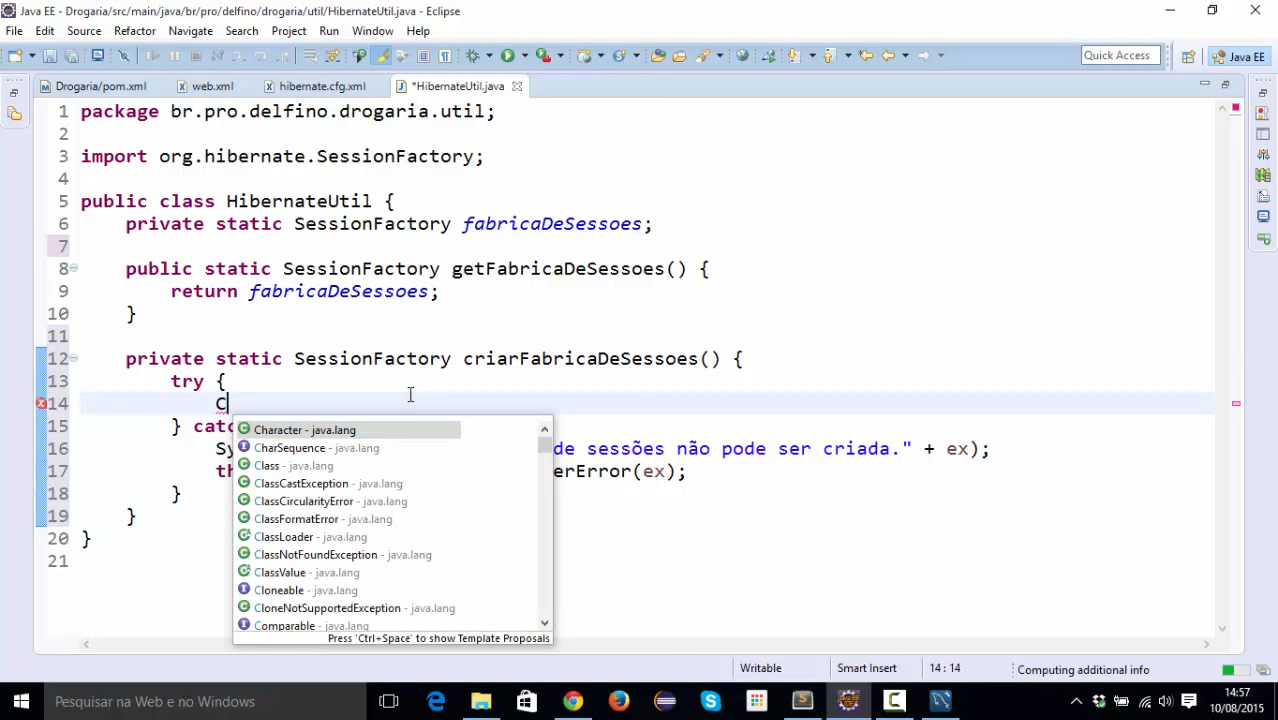 Java EE - Drogaria/src/main/java/br/pro/delfino/drogaria/util/HibernateUtil.java - Eclipse
File Edit Source Refactor Navigate Search Project Run Window Help
Quick Access
Java EE
Drogaria/pom.xml web.xml hibernate.cfg.xml *HibernateUtil.java
1 package br.pro.delfino.drogaria.util;
2
3 import org.hibernate.SessionFactory;
4
5 public class HibernateUtil {
6 private static SessionFactory fabricaDeSessoes;
7
8 public static SessionFactory getFabricaDeSessoes() {
9 return fabricaDeSessoes;
10 }
11
12 private static SessionFactory criarFabricaDeSessoes() {
13 try {
14 C
15 } catc
16 Sy de sessões não pode ser criada." + ex);
17 th erError(ex);
18 }
19 }
20 }
21
Character - java.lang
CharSequence - java.lang
Class - java.lang
ClassCastException - java.lang
ClassCircularityError - java.lang
ClassFormatError - java.lang
ClassLoader - java.lang
ClassNotFoundException - java.lang
ClassValue - java.lang
Cloneable - java.lang
CloneNotSupportedException - java.lang
Comparable - java.lang
Press 'Ctrl+Space' to show Template Proposals
Writable Smart Insert 14 : 14 Computing additional info
Pesquisar na Web e no Windows
14:57
10/08/2015